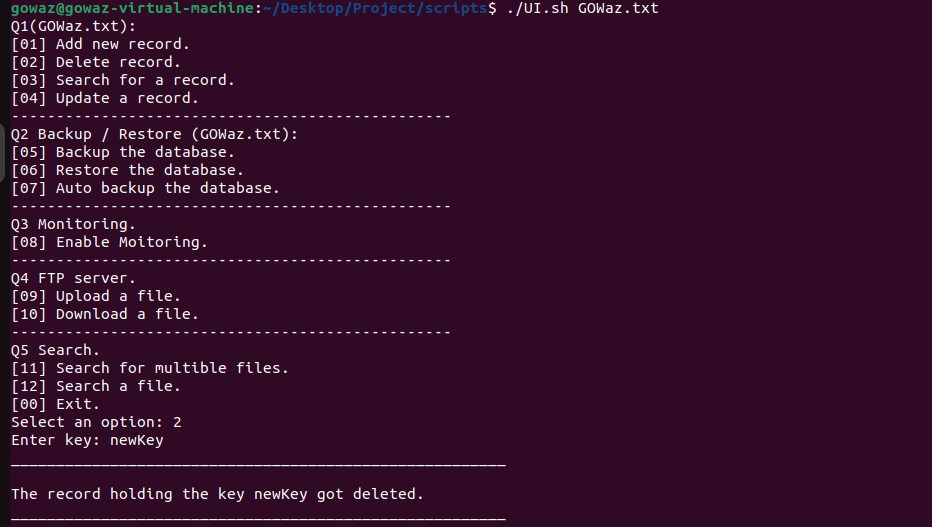 gowaz@gowaz-virtual-machine:~/Desktop/Project/scripts$ ./UI.sh GOWaz.txt
Q1(GOWaz.txt):
[01] Add new record.
[02] Delete record.
[03] Search for a record.
[04] Update a record.
-------------------------------------------------
Q2 Backup / Restore (GOWaz.txt):
[05] Backup the database.
[06] Restore the database.
[07] Auto backup the database.
-------------------------------------------------
Q3 Monitoring.
[08] Enable Moitoring.
-------------------------------------------------
Q4 FTP server.
[09] Upload a file.
[10] Download a file.
-------------------------------------------------
Q5 Search.
[11] Search for multible files.
[12] Search a file.
[00] Exit.
Select an option: 2
Enter key: newKey
_______________________________________________________
The record holding the key newKey got deleted.
_______________________________________________________